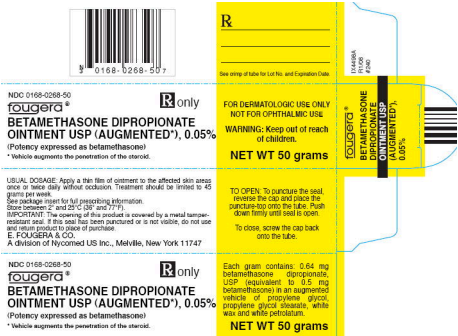 N3 0168-0268-50 7
℞
See crimp of tube for Lot No. and Expiration Date.
IX4498A
R1/06
#240
NDC 0168-0268-50
fougera®
℞ only
BETAMETHASONE DIPROPIONATE
OINTMENT USP (AUGMENTED*), 0.05%
(Potency expressed as betamethasone)
* Vehicle augments the penetration of the steroid.
FOR DERMATOLOGIC USE ONLY
NOT FOR OPHTHALMIC USE
WARNING: Keep out of reach
of children.
NET WT 50 grams
fougera®
BETAMETHASONE
DIPROPIONATE
OINTMENT USP
(AUGMENTED*),
0.05%
USUAL DOSAGE: Apply a thin film of ointment to the affected skin areas
once or twice daily without occlusion. Treatment should be limited to 45
grams per week.
See package insert for full prescribing information.
Store between 2° and 25°C (36° and 77°F).
IMPORTANT: The opening of this product is covered by a metal tamper-
resistant seal. If this seal has been punctured or is not visible, do not use
and return product to place of purchase.
E. FOUGERA & CO.
A division of Nycomed US Inc., Melville, New York 11747
TO OPEN: To puncture the seal,
reverse the cap and place the
puncture-top onto the tube. Push
down firmly until seal is open.
To close, screw the cap back
onto the tube.
NDC 0168-0268-50
fougera®
℞ only
BETAMETHASONE DIPROPIONATE
OINTMENT USP (AUGMENTED*), 0.05%
(Potency expressed as betamethasone)
* Vehicle augments the penetration of the steroid.
Each gram contains: 0.64 mg
betamethasone dipropionate,
USP (equivalent to 0.5 mg
betamethasone) in an augmented
vehicle of propylene glycol,
propylene glycol stearate, white
wax and white petrolatum.
NET WT 50 grams